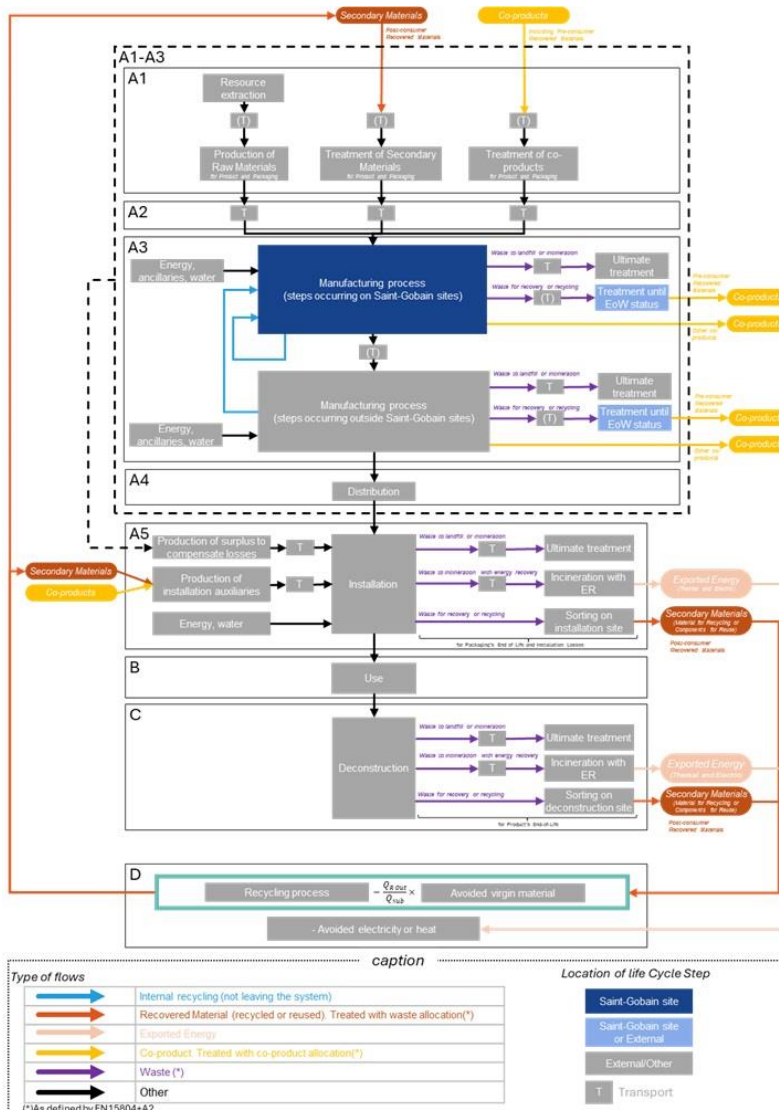 Secondary Materials
Co-products
Post-consumer
Recovered Materials
Including Pre-consumer
Recovered Materials
A1-A3
A1
Resource
extraction
(T)
(T)
(T)
Production of
Raw Materials
for Product and Packaging
Treatment of Secondary
Materials
for Product and Packaging
Treatment of co-
products
for Product and Packaging
A2
T
T
T
A3
Energy,
ancillaries, water
Manufacturing process
(steps occurring on Saint-Gobain sites)
Waste to landfill or incineration
T
Ultimate
treatment
Waste for recovery or recycling
(T)
Treatment until
EoW status
Pre-consumer
Recovered
Materials
Co-products
Other co-
products
Co-products
(T)
Manufacturing process
(steps occurring outside Saint-Gobain sites)
Energy,
ancillaries, water
Waste to landfill or incineration
T
Ultimate
treatment
Waste for recovery or recycling
(T)
Treatment until
EoW status
Pre-consumer
Recovered
Materials
Co-products
Other co-
products
Co-products
A4
Distribution
A5
Production of surplus to
compensate losses
T
Secondary Materials
Co-products
Production of
installation auxiliaries
T
Energy, water
Installation
Waste to landfill or incineration
T
Ultimate treatment
Waste to incineration with energy recovery
T
Incineration with
ER
Exported Energy
(Thermal and Electric)
Waste for recovery or recycling
Sorting on
installation site
Secondary Materials
(Material for Recycling or
Components for Reuse)
Post-consumer
Recovered Materials
for Packaging's End of Life and Installation Losses
B
Use
C
Deconstruction
Waste to landfill or incineration
T
Ultimate treatment
Waste to incineration with energy recovery
T
Incineration with
ER
Exported Energy
(Thermal and Electric)
Waste for recovery or recycling
Sorting on
deconstruction site
Secondary Materials
(Material for Recycling or
Components for Reuse)
Post-consumer
Recovered Materials
for Product's End-of-Life
D
Recycling process
− Q_R out / Q_sub ×
Avoided virgin material
- Avoided electricity or heat
caption
Type of flows
Internal recycling (not leaving the system)
Recovered Material (recycled or reused). Treated with waste allocation(*)
Exported Energy
Co-product. Treated with co-product allocation(*)
Waste (*)
Other
(*)As defined by EN15804+A2
Location of life Cycle Step
Saint-Gobain site
Saint-Gobain site
or External
External/Other
T
Transport